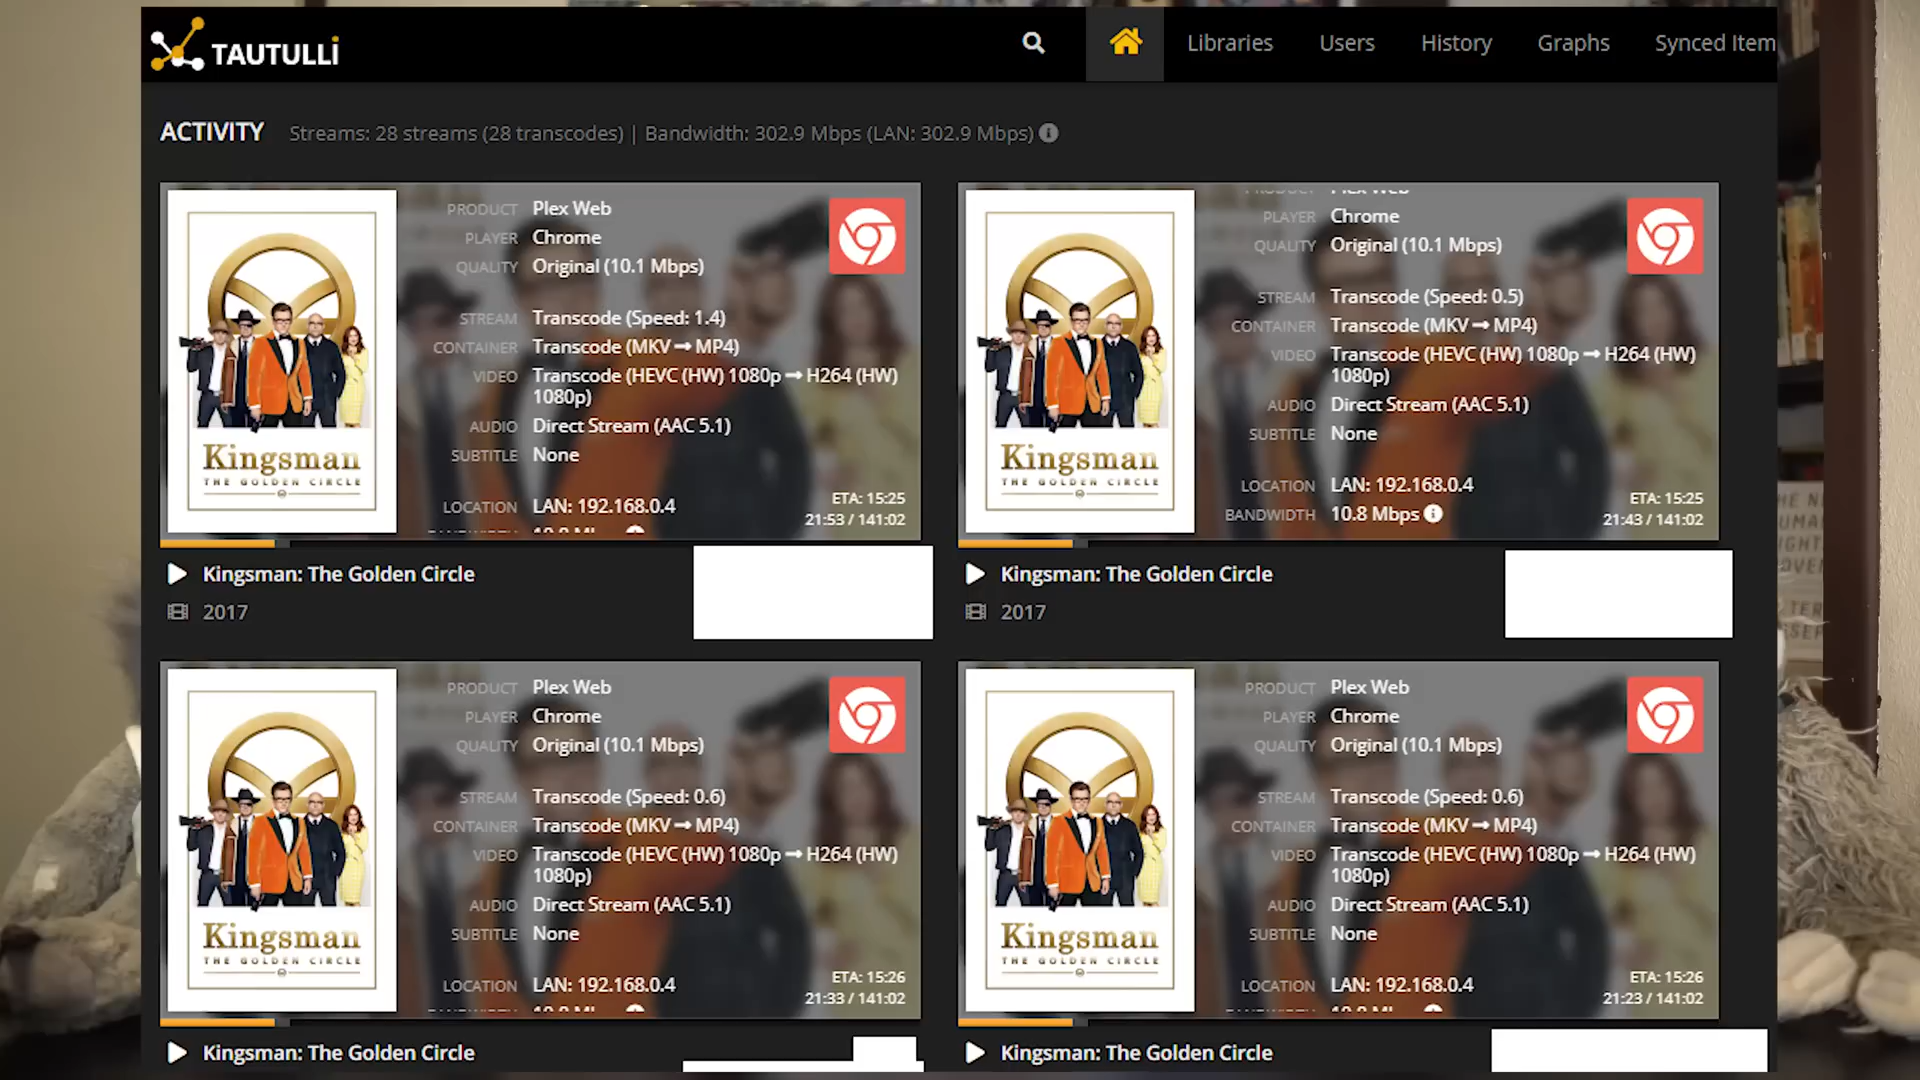 TAUTULLi
Libraries
Users
History
Graphs
Synced Item
ACTIVITY
Streams: 28 streams (28 transcodes) | Bandwidth: 302.9 Mbps (LAN: 302.9 Mbps)
Kingsman
THE GOLDEN CIRCLE
PRODUCT Plex Web
PLAYER Chrome
QUALITY Original (10.1 Mbps)
STREAM Transcode (Speed: 1.4)
CONTAINER Transcode (MKV → MP4)
VIDEO Transcode (HEVC (HW) 1080p → H264 (HW)
1080p)
AUDIO Direct Stream (AAC 5.1)
SUBTITLE None
LOCATION LAN: 192.168.0.4
ETA: 15:25
21:53 / 141:02
Kingsman: The Golden Circle
2017
Kingsman
THE GOLDEN CIRCLE
PRODUCT Plex Web
PLAYER Chrome
QUALITY Original (10.1 Mbps)
STREAM Transcode (Speed: 0.5)
CONTAINER Transcode (MKV → MP4)
VIDEO Transcode (HEVC (HW) 1080p → H264 (HW)
1080p)
AUDIO Direct Stream (AAC 5.1)
SUBTITLE None
LOCATION LAN: 192.168.0.4
BANDWIDTH 10.8 Mbps
ETA: 15:25
21:43 / 141:02
Kingsman: The Golden Circle
2017
Kingsman
THE GOLDEN CIRCLE
PRODUCT Plex Web
PLAYER Chrome
QUALITY Original (10.1 Mbps)
STREAM Transcode (Speed: 0.6)
CONTAINER Transcode (MKV → MP4)
VIDEO Transcode (HEVC (HW) 1080p → H264 (HW)
1080p)
AUDIO Direct Stream (AAC 5.1)
SUBTITLE None
LOCATION LAN: 192.168.0.4
ETA: 15:26
21:33 / 141:02
Kingsman: The Golden Circle
Kingsman
THE GOLDEN CIRCLE
PRODUCT Plex Web
PLAYER Chrome
QUALITY Original (10.1 Mbps)
STREAM Transcode (Speed: 0.6)
CONTAINER Transcode (MKV → MP4)
VIDEO Transcode (HEVC (HW) 1080p → H264 (HW)
1080p)
AUDIO Direct Stream (AAC 5.1)
SUBTITLE None
LOCATION LAN: 192.168.0.4
ETA: 15:26
21:23 / 141:02
Kingsman: The Golden Circle